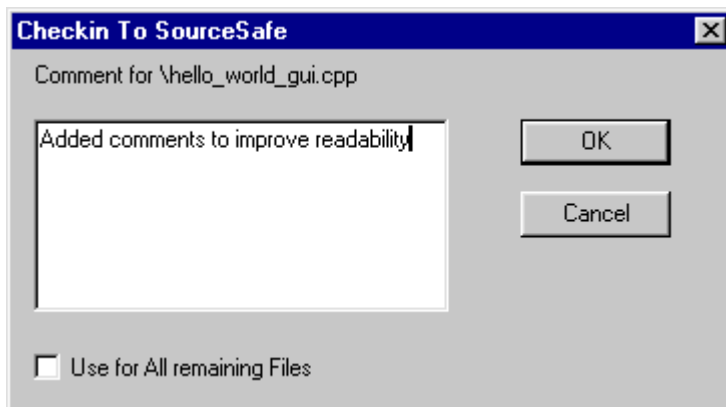 Checkin To SourceSafe
Comment for \hello_world_gui.cpp
Added comments to improve readability
OK
Cancel
Use for All remaining Files